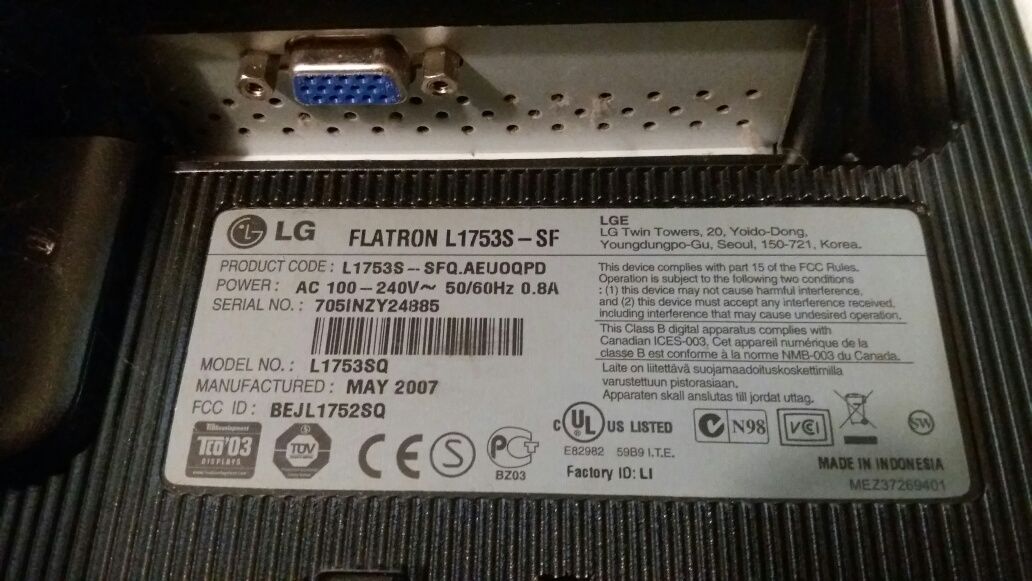 LG FLATRON L1753S-SF
PRODUCT CODE : L1753S-SFQ.AEUOQPD
POWER : AC 100-240V~ 50/60Hz 0.8A
SERIAL NO. : 705INZY24885
MODEL NO. : L1753SQ
MANUFACTURED : MAY 2007
FCC ID : BEJL1752SQ
LGE
LG Twin Towers, 20, Yoido-Dong,
Youngdungpo-Gu, Seoul, 150-721, Korea.
This device complies with part 15 of the FCC Rules.
Operation is subject to the following two conditions
: (1) this device may not cause harmful interference,
and (2) this device must accept any interference received,
including interference that may cause undesired operation.
This Class B digital apparatus complies with
Canadian ICES-003. Cet appareil numérique de la
classe B est conforme à la norme NMB-003 du Canada.
Laite on liitettävä suojamaadoituskoskettimilla
varustettuun pistorasiaan.
Apparaten skall anslutas till jordat uttag.
TCO Development
TCO'03
DISPLAYS
TÜV
CE
S
PCT
BZ03
C UL US LISTED
E82982 59B9 I.T.E.
Factory ID: LI
N98
VCI
SW
MADE IN INDONESIA
MEZ37269401